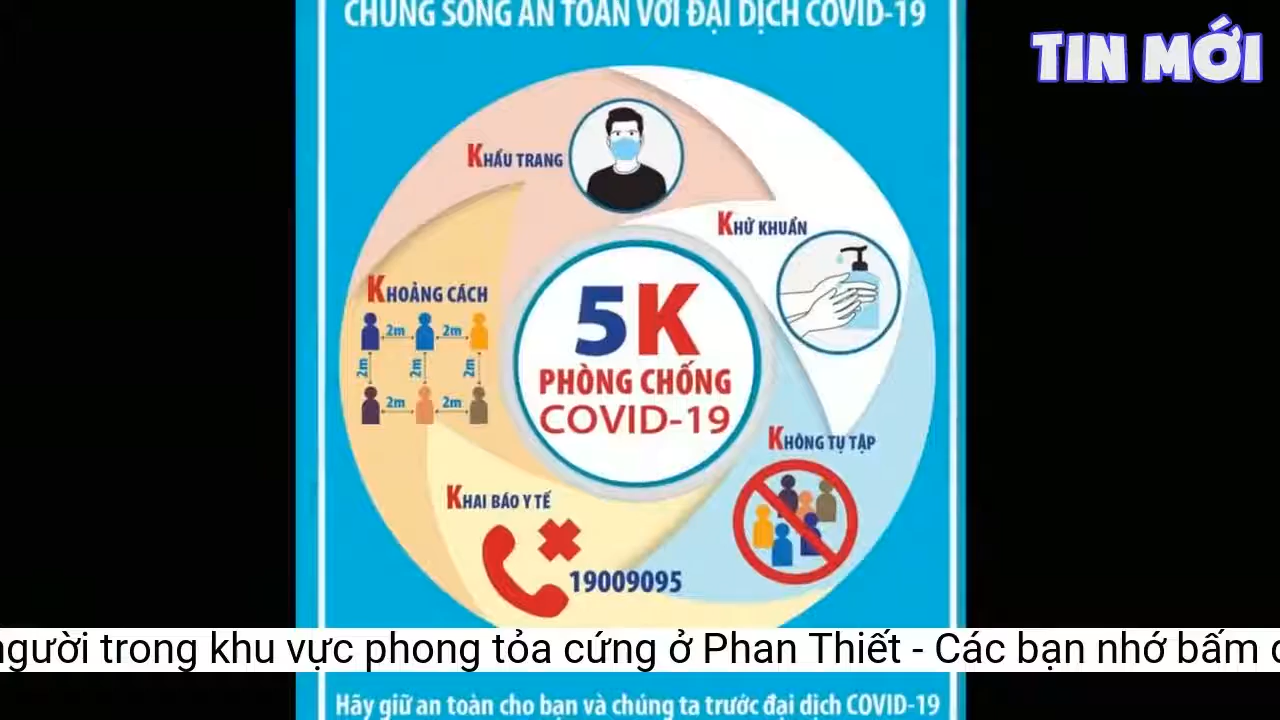 CHUNG SỐNG AN TOÀN VỚI ĐẠI DỊCH COVID-19
TIN MỚI
KHẨU TRANG
KHỬ KHUẨN
KHOẢNG CÁCH
2m 2m
2m 2m 2m
2m 2m
5K
PHÒNG CHỐNG
COVID-19
KHÔNG TỤ TẬP
KHAI BÁO Y TẾ
19009095
người trong khu vực phong tỏa cứng ở Phan Thiết - Các bạn nhớ bấm
Hãy giữ an toàn cho bạn và chúng ta trước đại dịch COVID-19